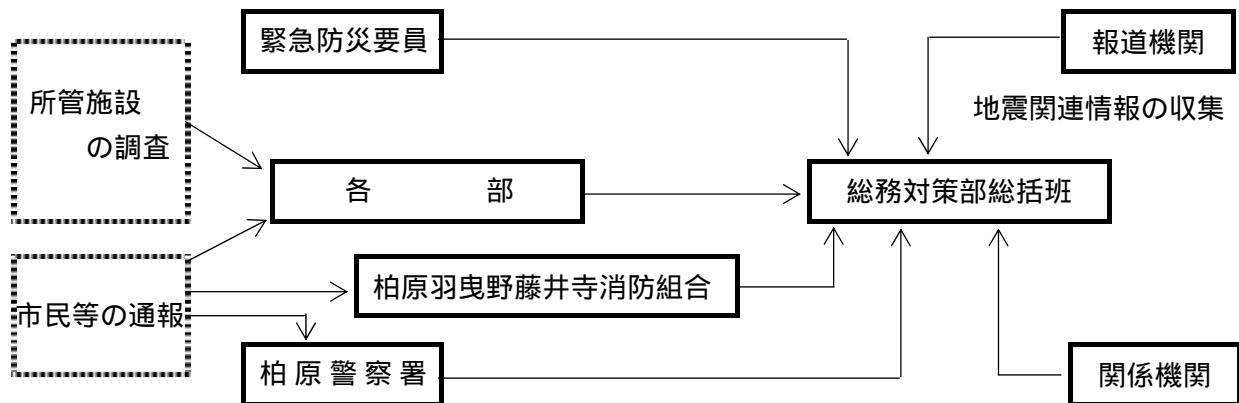 緊急防災要員
報道機関
所管施設
の調査
地震関連情報の収集
各　　　部
総務対策部総括班
市民等の通報
柏原羽曳野藤井寺消防組合
柏原警察署
関係機関